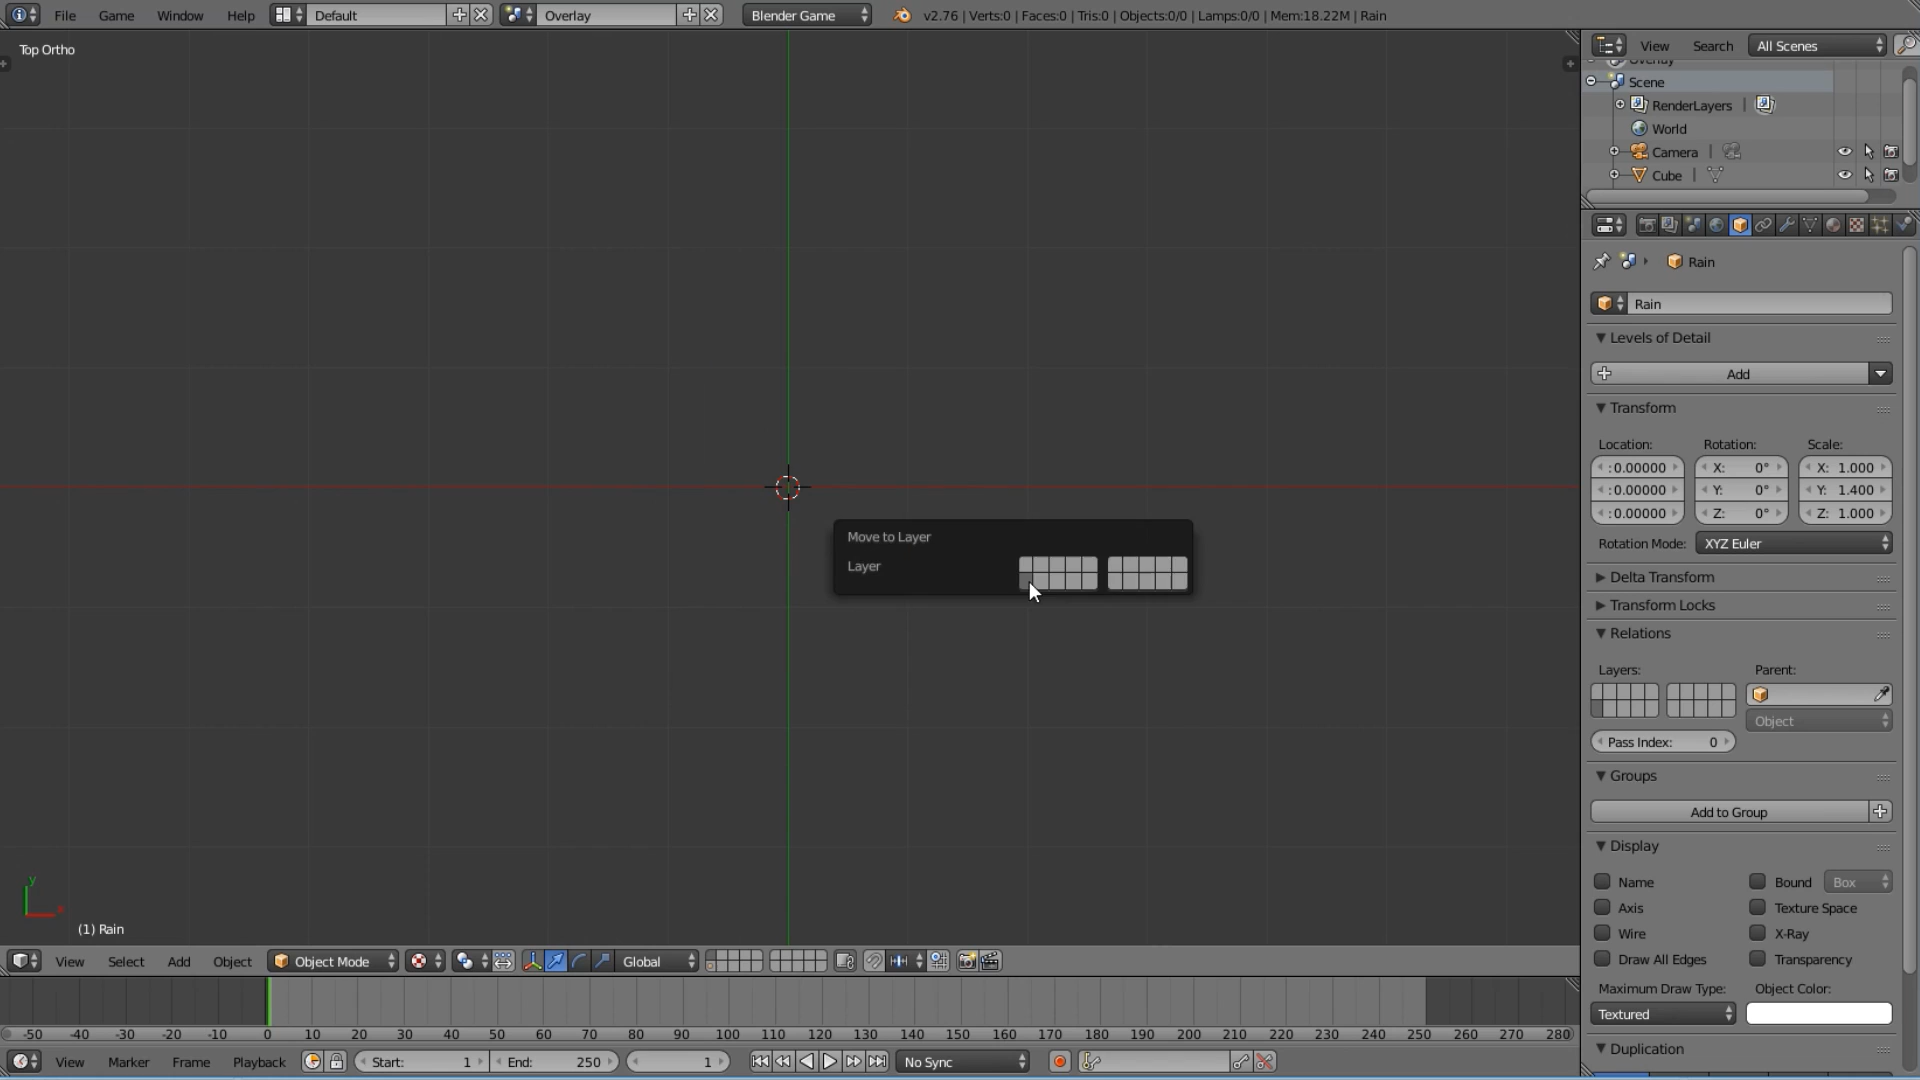 File Game Window Help Default Overlay Blender Game v2.76 | Verts:0 | Faces:0 | Tris:0 | Objects:0/0 | Lamps:0/0 | Mem:18.22M | Rain
Top Ortho
View Search All Scenes
Overlay
Scene
RenderLayers
World
Camera
Cube
Rain
Rain
Levels of Detail
Add
Transform
Location: Rotation: Scale:
:0.00000 X: 0° X: 1.000
:0.00000 Y: 0° Y: 1.400
:0.00000 Z: 0° Z: 1.000
Rotation Mode: XYZ Euler
Delta Transform
Transform Locks
Relations
Layers: Parent:
Object
Pass Index: 0
Groups
Add to Group
Display
Name Bound Box
Axis Texture Space
Wire X-Ray
Draw All Edges Transparency
Maximum Draw Type: Object Color:
Textured
Duplication
Move to Layer
Layer
y
x
(1) Rain
View Select Add Object Object Mode Global
-50 -40 -30 -20 -10 0 10 20 30 40 50 60 70 80 90 100 110 120 130 140 150 160 170 180 190 200 210 220 230 240 250 260 270 280
View Marker Frame Playback Start: 1 End: 250 1 No Sync